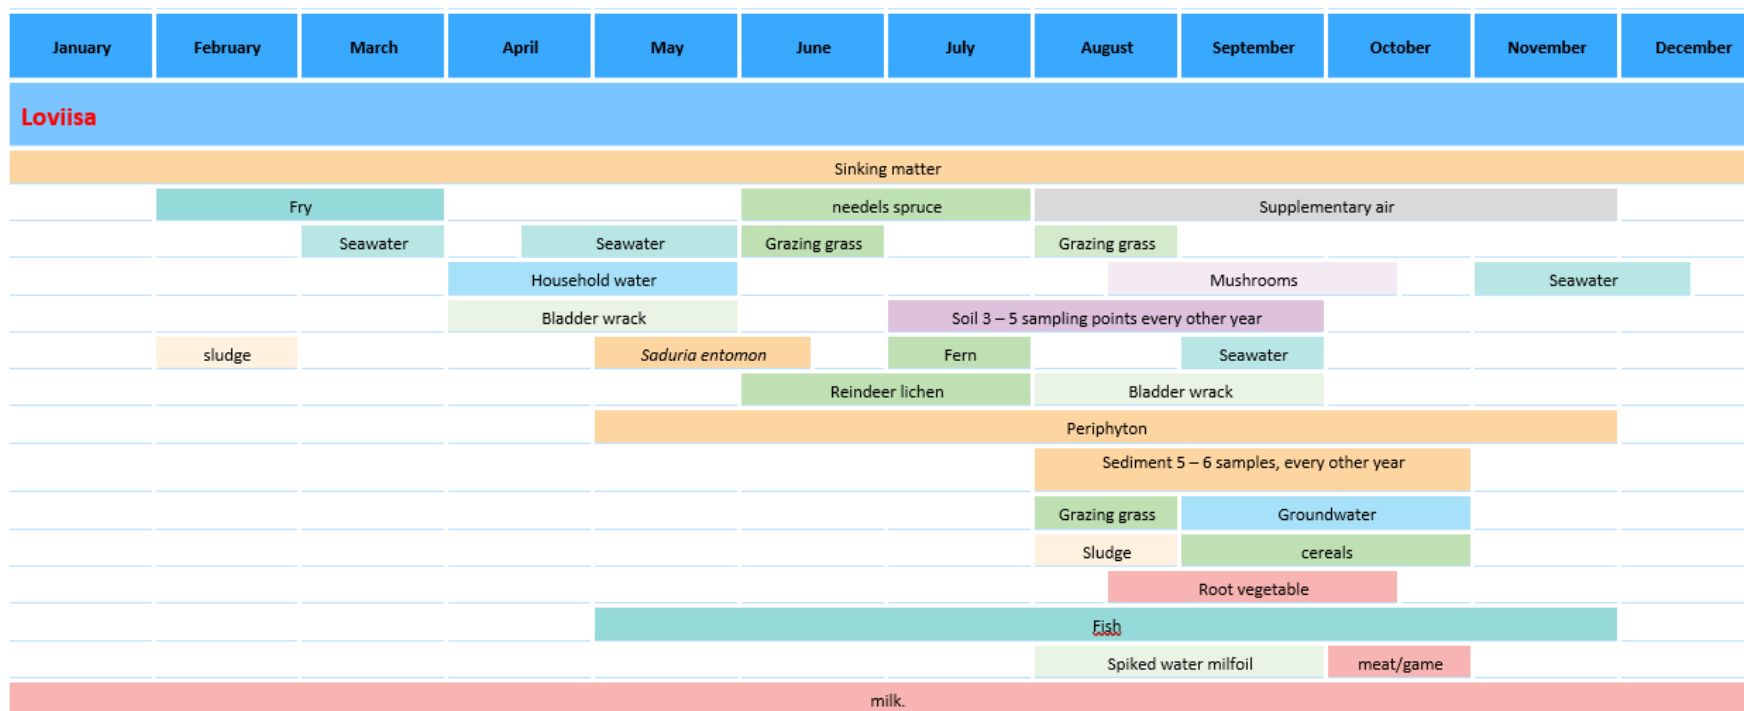 January February March April May June July August September October November December
Loviisa
Sinking matter
Fry needels spruce Supplementary air
Seawater Seawater Grazing grass Grazing grass
Household water Mushrooms Seawater
Bladder wrack Soil 3 – 5 sampling points every other year
sludge Saduria entomon Fern Seawater
Reindeer lichen Bladder wrack
Periphyton
Sediment 5 – 6 samples, every other year
Grazing grass Groundwater
Sludge cereals
Root vegetable
Fish
Spiked water milfoil meat/game
milk.